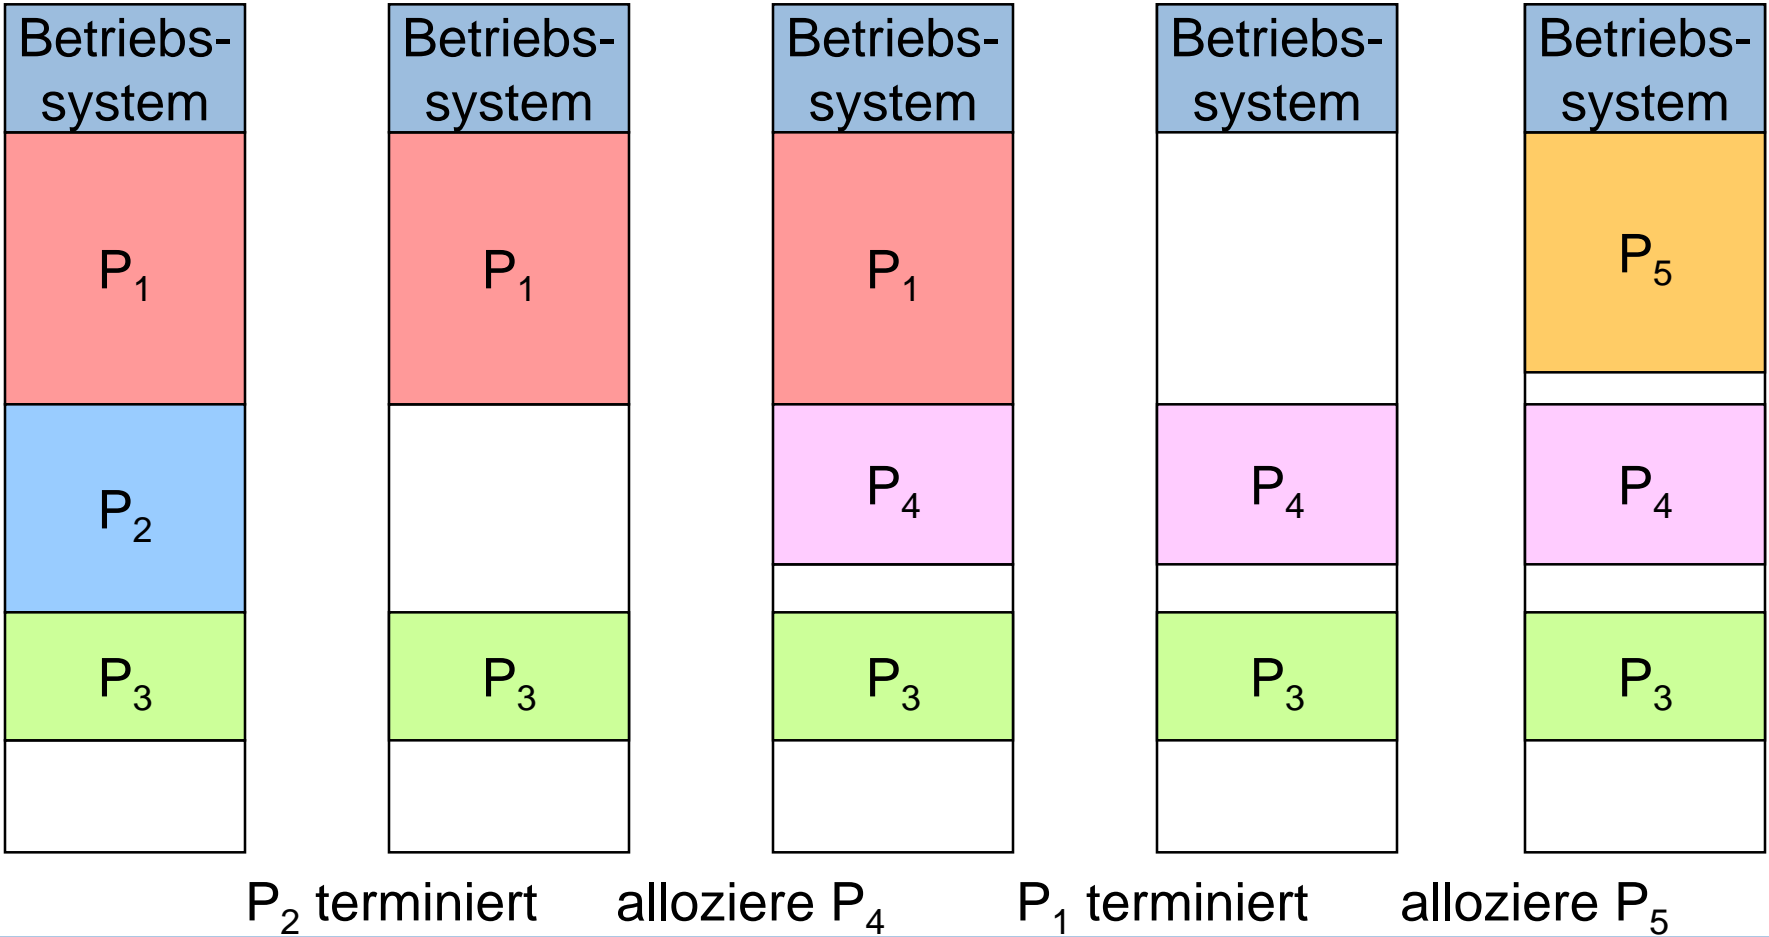 Betriebs-
system
P₁
P₂
P₃
Betriebs-
system
P₁
P₃
Betriebs-
system
P₁
P₄
P₃
Betriebs-
system
P₄
P₃
Betriebs-
system
P₅
P₄
P₃
P₂ terminiert
alloziere P₄
P₁ terminiert
alloziere P₅